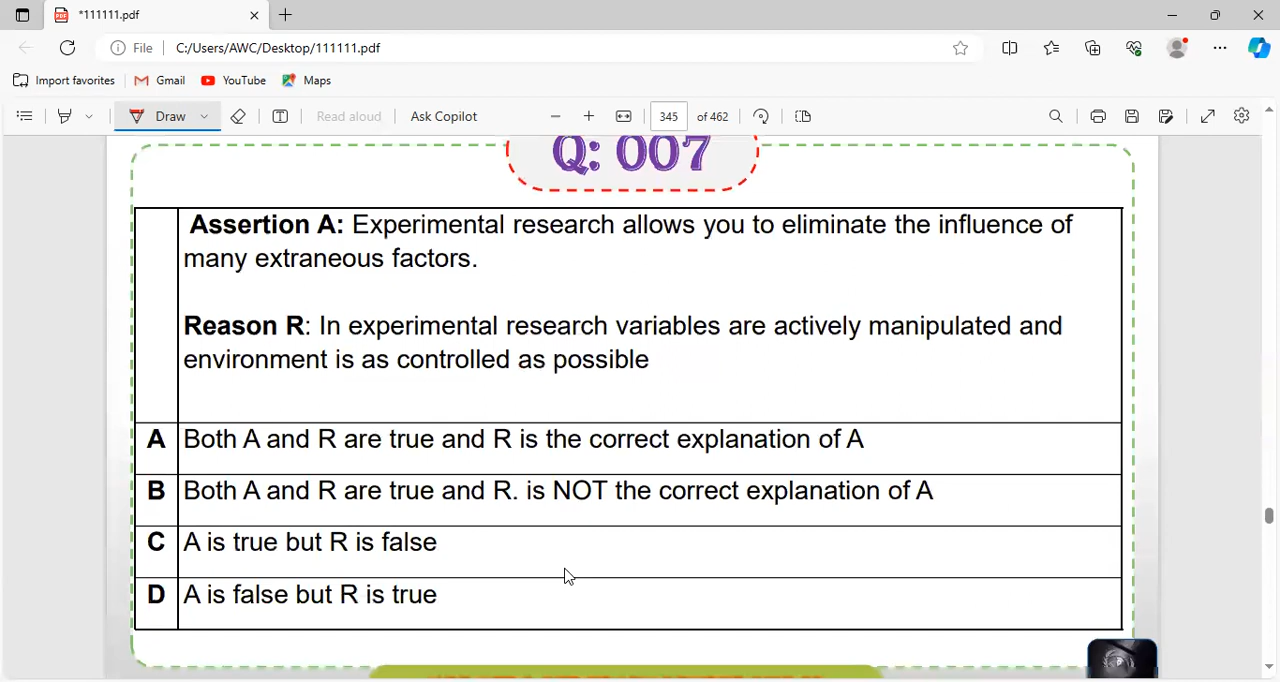 *111111.pdf
File C:/Users/AWC/Desktop/111111.pdf
Import favorites Gmail YouTube Maps
Draw Read aloud Ask Copilot 345 of 462
Q: 007
Assertion A: Experimental research allows you to eliminate the influence of
many extraneous factors.
Reason R: In experimental research variables are actively manipulated and
environment is as controlled as possible
A Both A and R are true and R is the correct explanation of A
B Both A and R are true and R. is NOT the correct explanation of A
C A is true but R is false
D A is false but R is true